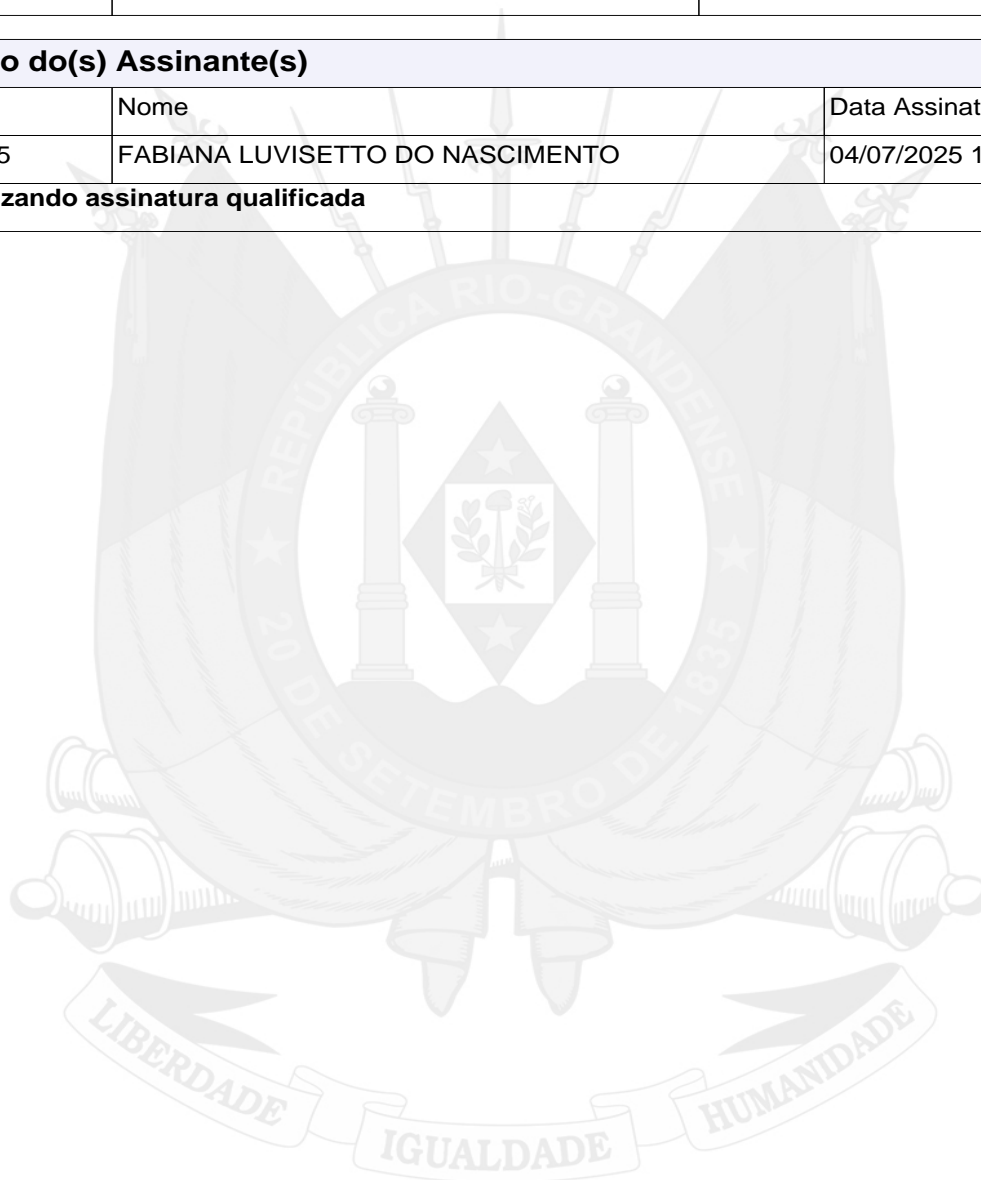 o do(s) Assinante(s)
Nome Data Assinat
5 FABIANA LUVISETTO DO NASCIMENTO 04/07/2025 1
zando assinatura qualificada
REPÚBLICA RIO-GRANDENSE
20 DE SETEMBRO DE 1835
LIBERDADE IGUALDADE HUMANIDADE